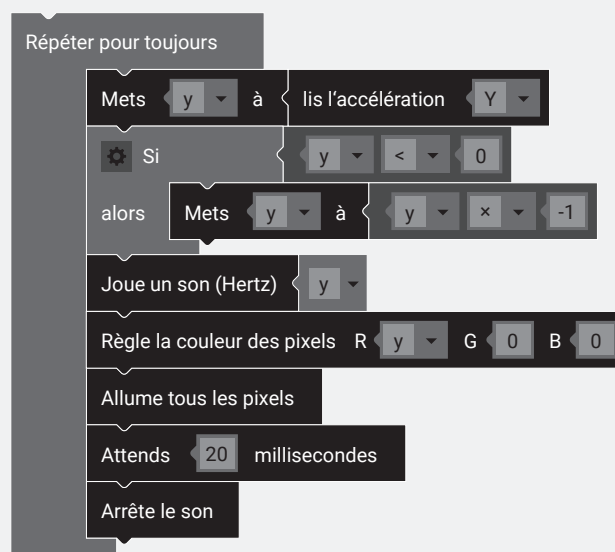 Répéter pour toujours
Mets y à lis l'accélération Y
Si y < 0
alors Mets y à y × -1
Joue un son (Hertz) y
Règle la couleur des pixels R y G 0 B 0
Allume tous les pixels
Attends 20 millisecondes
Arrête le son